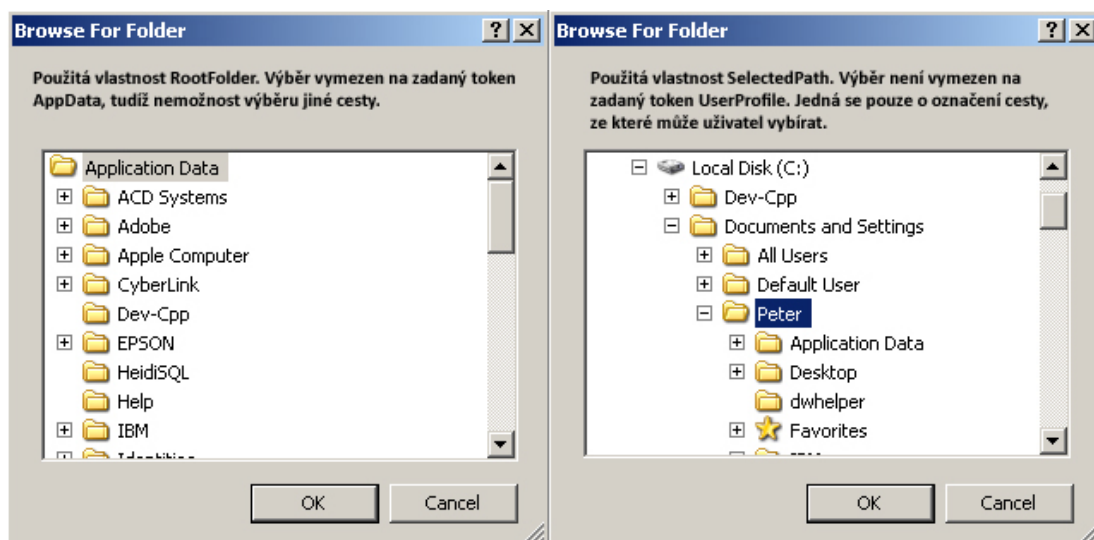 Browse For Folder
Použitá vlastnost RootFolder. Výběr vymezen na zadaný token
AppData, tudíž nemožnost výběru jiné cesty.
Application Data
ACD Systems
Adobe
Apple Computer
CyberLink
Dev-Cpp
EPSON
HeidiSQL
Help
IBM
Identities
OK
Cancel
Browse For Folder
Použitá vlastnost SelectedPath. Výběr není vymezen na
zadaný token UserProfile. Jedná se pouze o označení cesty,
ze které může uživatel vybírat.
Local Disk (C:)
Dev-Cpp
Documents and Settings
All Users
Default User
Peter
Application Data
Desktop
dwhelper
Favorites
OK
Cancel